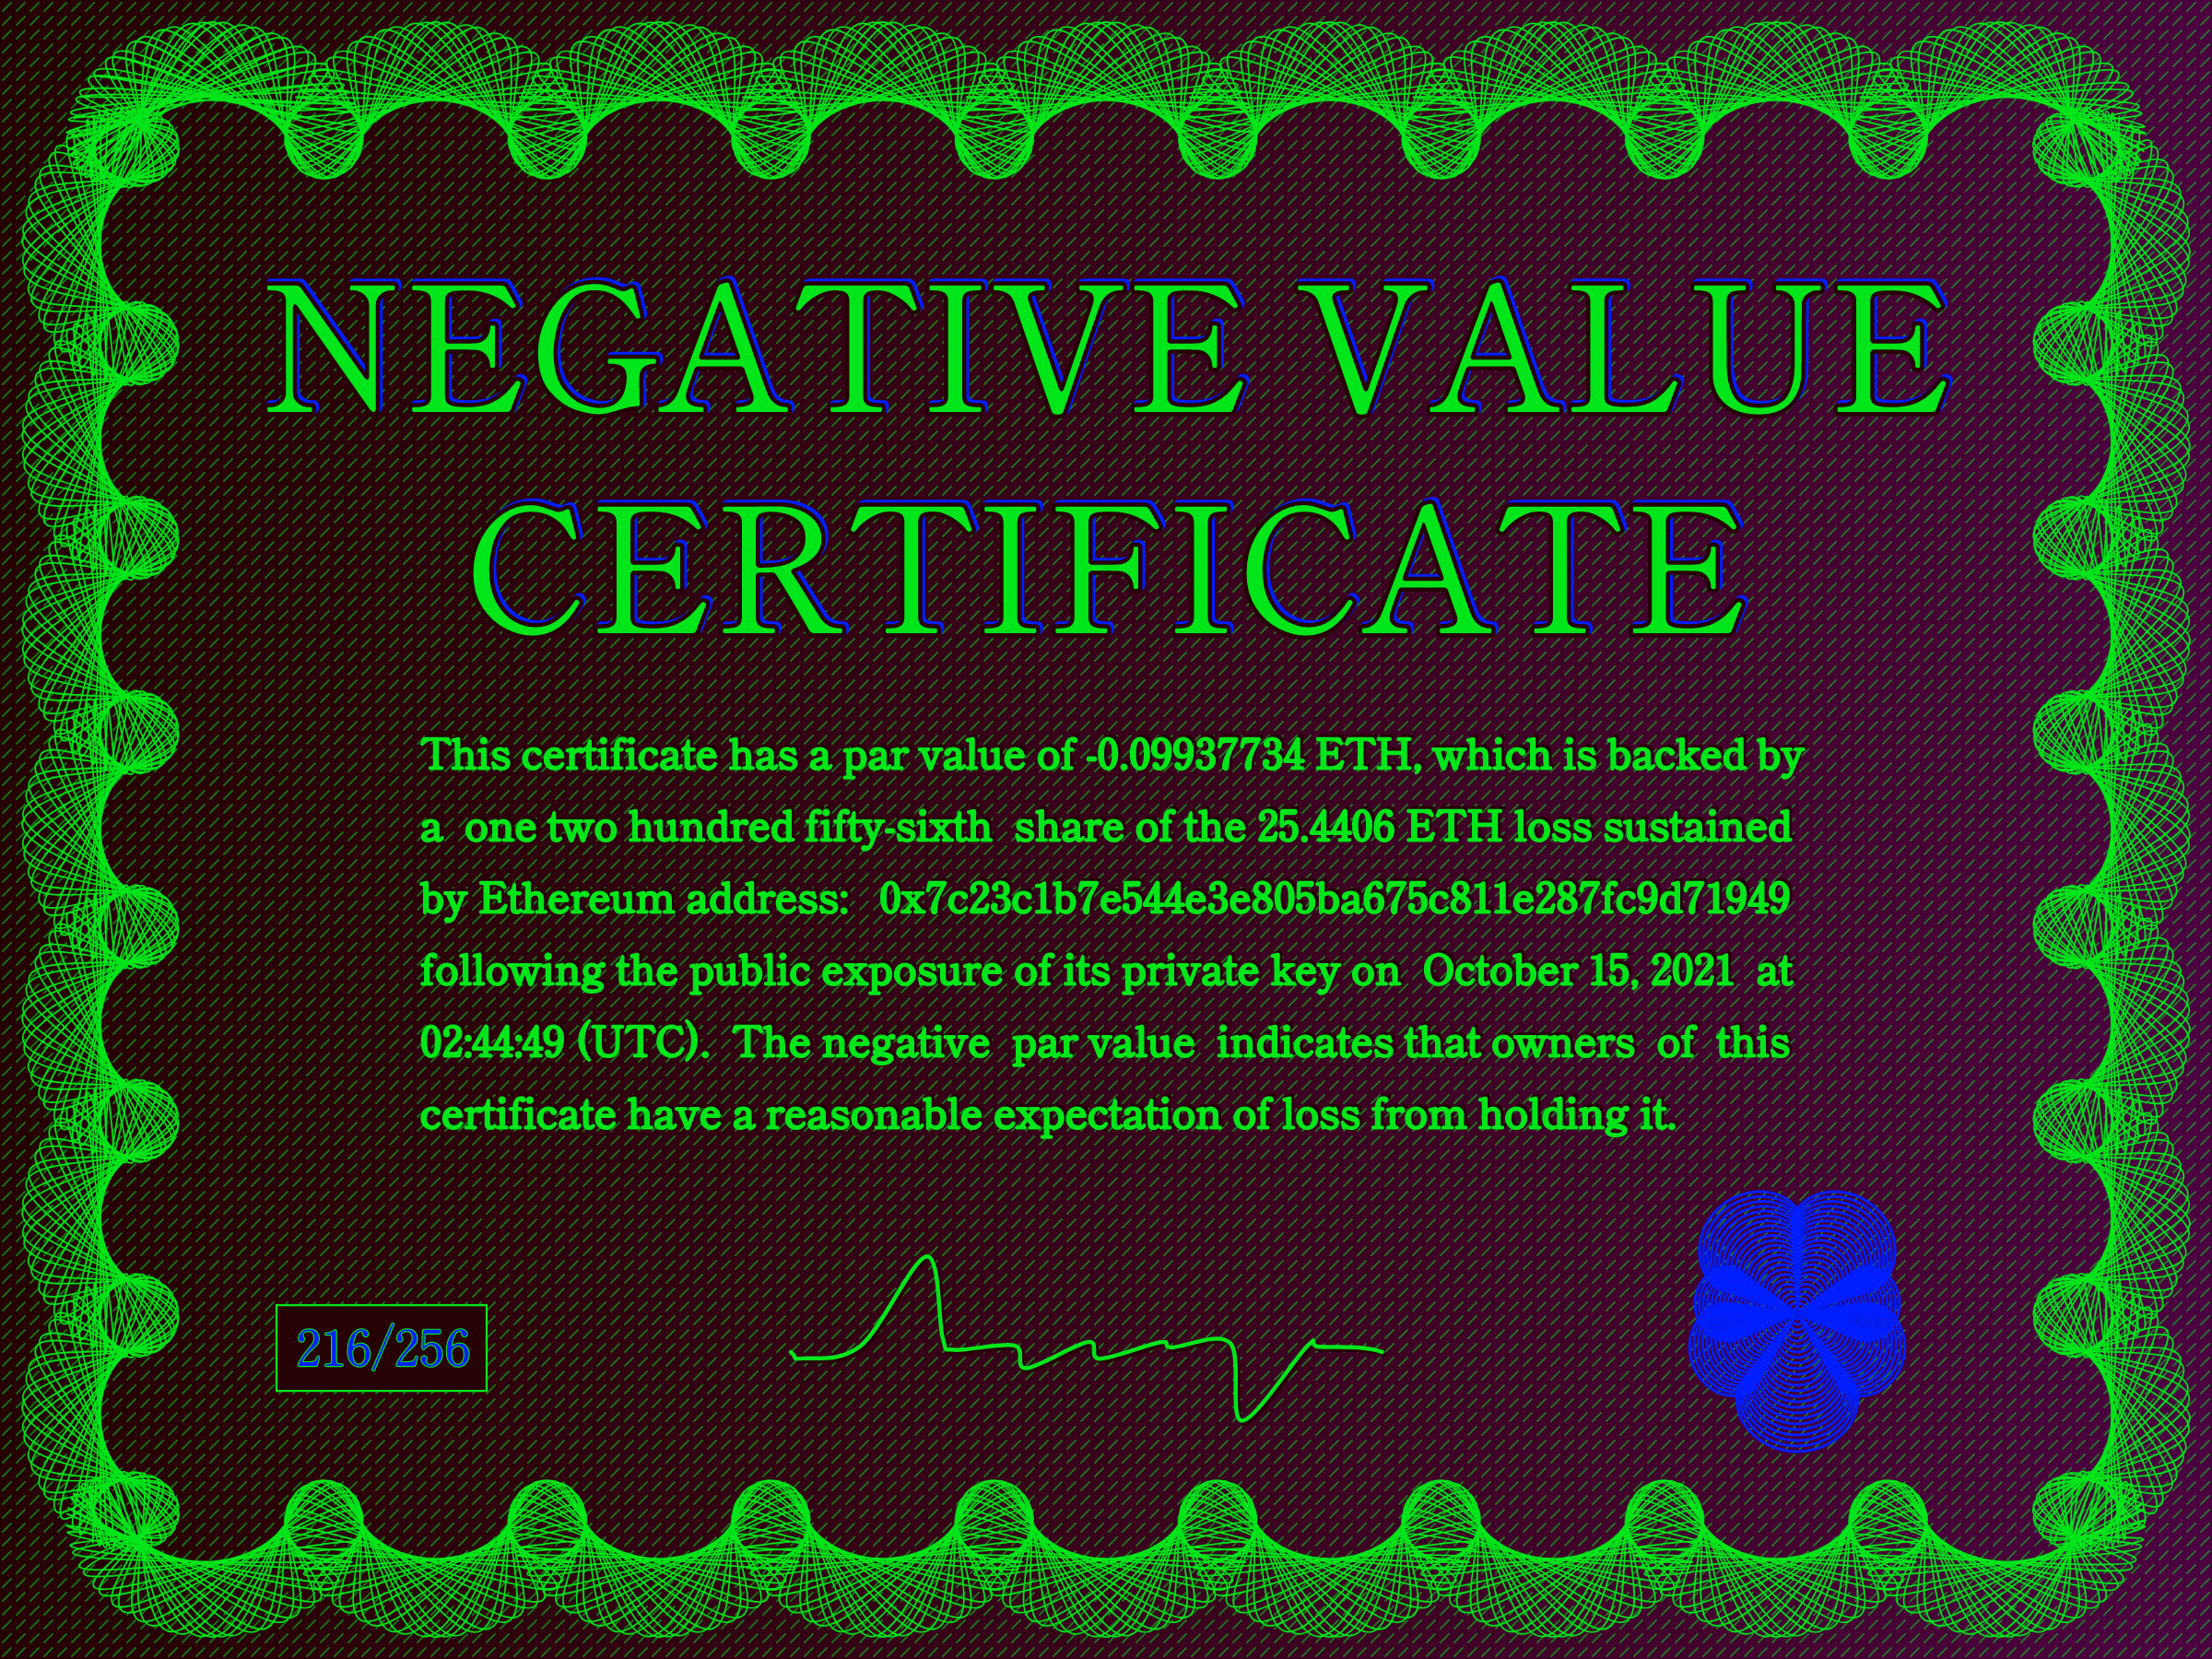 NEGATIVE VALUE
CERTIFICATE
This certificate has a par value of -0.09937734 ETH, which is backed by
a one two hundred fifty-sixth share of the 25.4406 ETH loss sustained
by Ethereum address: 0x7c23c1b7e544e3e805ba675c811e287fc9d71949
following the public exposure of its private key on October 15, 2021 at
02:44:49 (UTC). The negative par value indicates that owners of this
certificate have a reasonable expectation of loss from holding it.
216/256